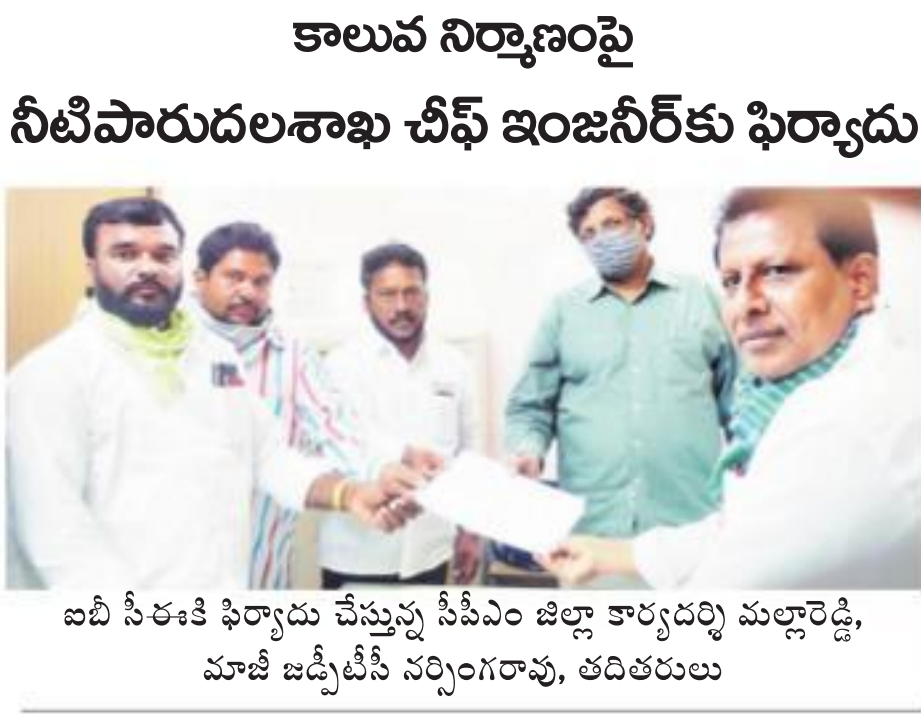 కాలువ నిర్మాణంపై
నీటిపారుదలశాఖ చీఫ్ ఇంజనీర్‌కు ఫిర్యాదు
ఐబీ సీఈకి ఫిర్యాదు చేస్తున్న సీపీఎం జిల్లా కార్యదర్శి మల్లారెడ్డి,
మాజీ జడ్పీటీసీ నర్సింగరావు, తదితరులు